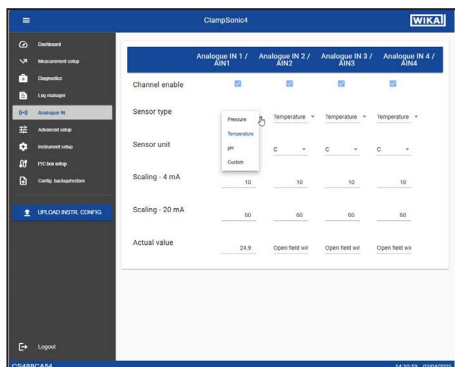 ClampSonic4
WIKA
Dashboard
Measurement setup
Diagnostics
Log manager
Analogue IN
Advanced setup
Instrument setup
P/C box setup
Config. backup/restore
UPLOAD INSTR. CONFIG.
Logout
Analogue IN 1 / AIN1
Analogue IN 2 / AIN2
Analogue IN 3 / AIN3
Analogue IN 4 / AIN4
Channel enable
Sensor type
Pressure
Temperature
pH
Custom
Temperature
Temperature
Temperature
Sensor unit
C
C
C
Scaling - 4 mA
10
10
10
10
Scaling - 20 mA
60
60
60
60
Actual value
24,9
Open field wir
Open field wir
Open field wir